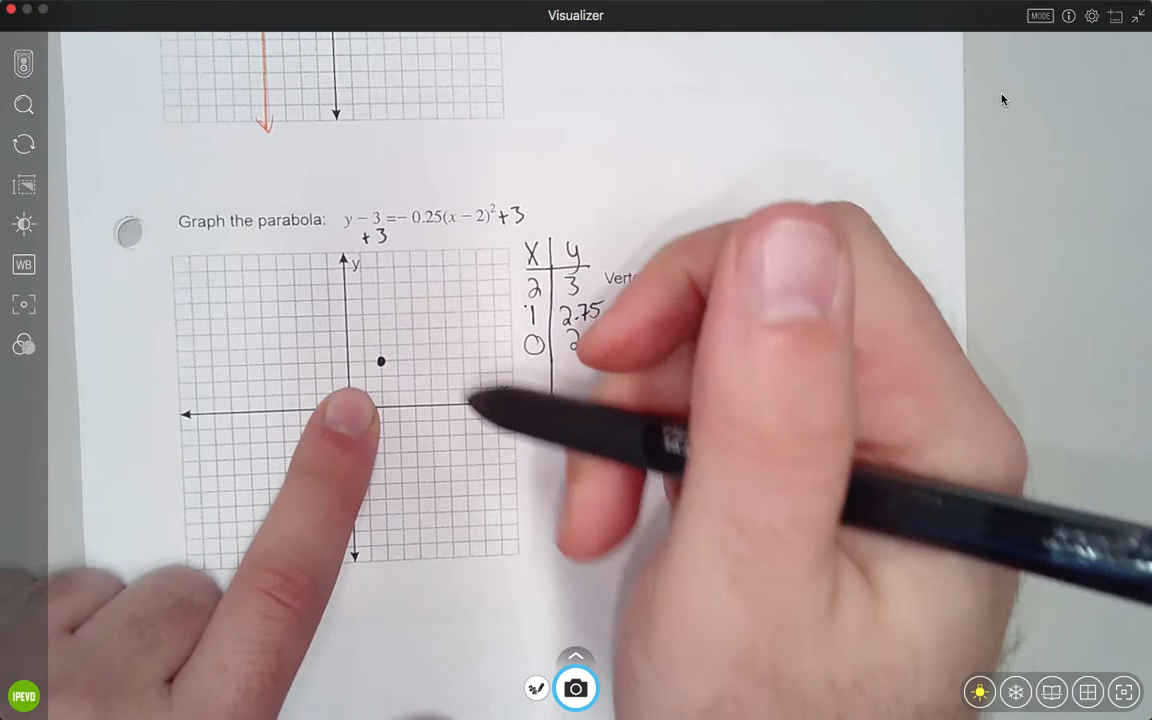 Visualizer
MODE
WB
Graph the parabola: y − 3 =− 0.25(x − 2)² +3
+3
y
X | y
2 | 3
1 | 2.75
0 | 2
IPEVO